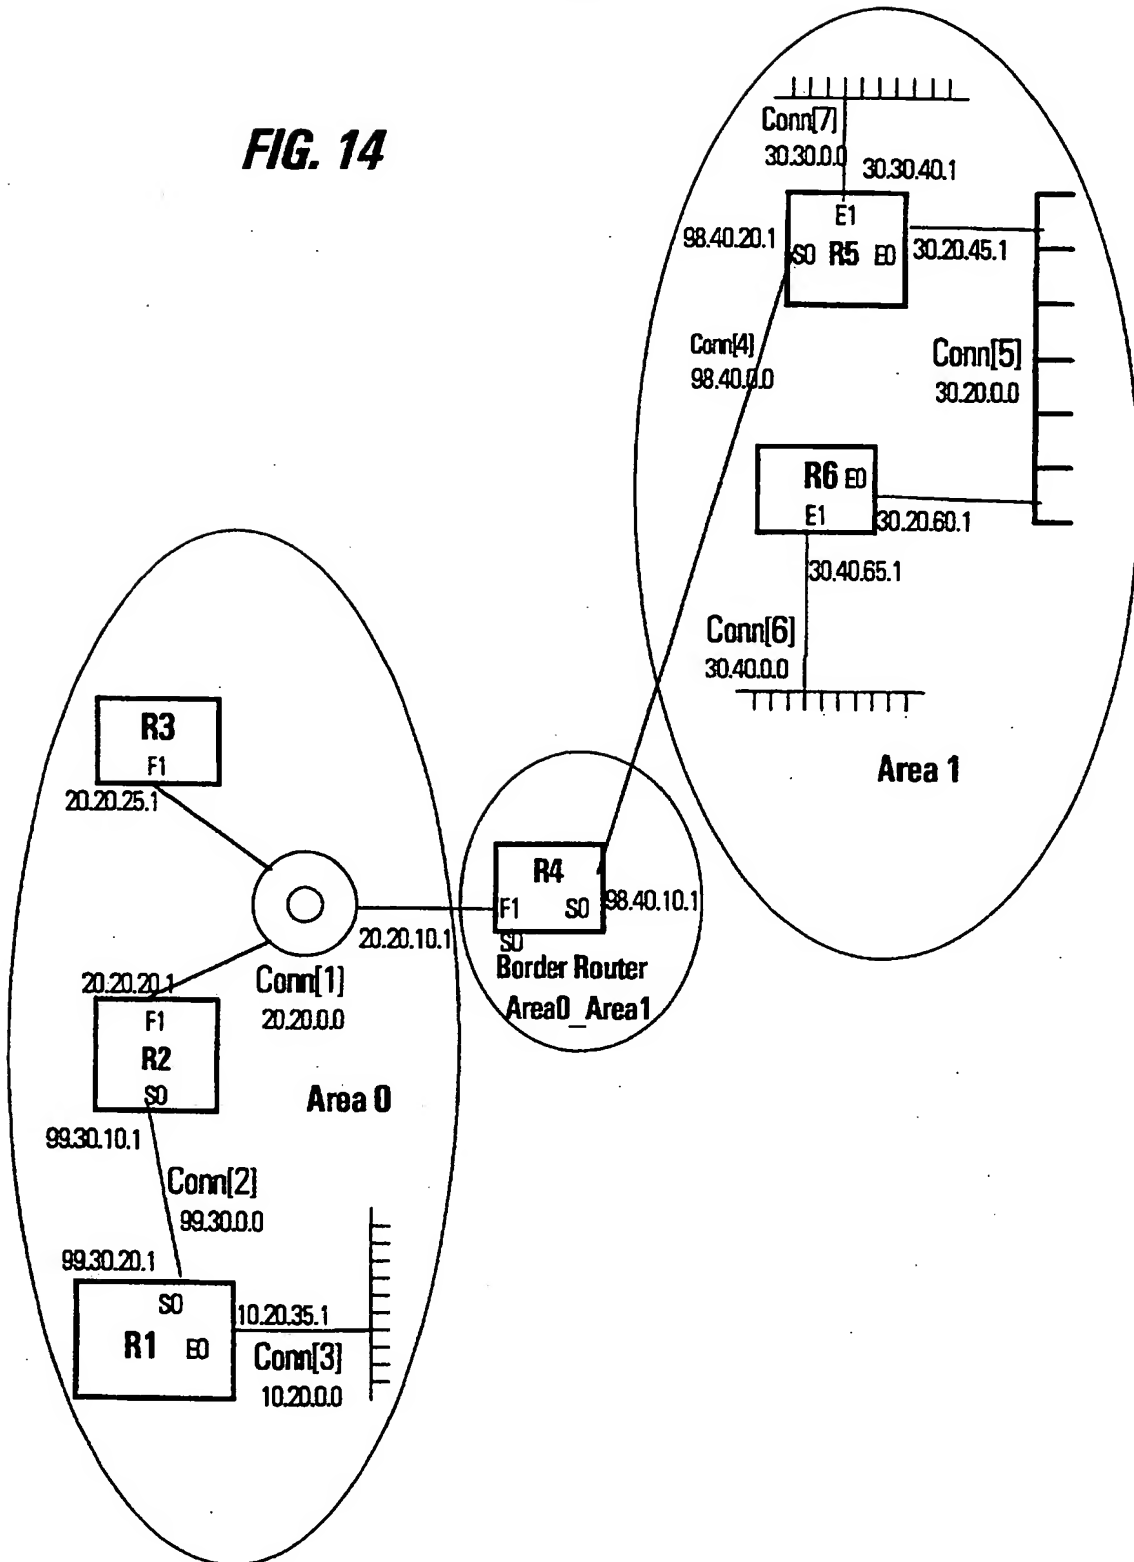 FIG. 14
Conn[7]
30.30.0.0
30.30.40.1
E1
98.40.20.1
S0 R5 E0
30.20.45.1
Conn[4]
98.40.0.0
Conn[5]
30.20.0.0
R6 E0
E1
30.20.60.1
30.40.65.1
Conn[6]
30.40.0.0
Area 1
R3
F1
20.20.25.1
R4
F1 S0
98.40.10.1
S0
20.20.10.1
Border Router
Area0_Area1
20.20.20.1
Conn[1]
20.20.0.0
F1
R2
S0
Area 0
99.30.10.1
Conn[2]
99.30.0.0
99.30.20.1
S0
R1 E0
10.20.35.1
Conn[3]
10.20.0.0